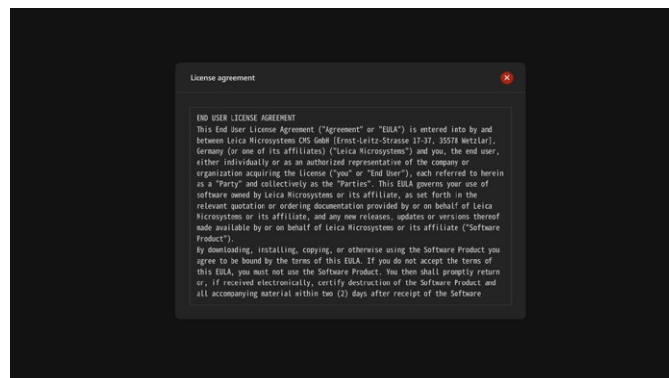 License agreement
END USER LICENSE AGREEMENT
This End User License Agreement ("Agreement" or "EULA") is entered into by and
between Leica Microsystems CMS GmbH [Ernst-Leitz-Strasse 17-37, 35578 Wetzlar],
Germany (or one of its affiliates) ("Leica Microsystems") and you, the end user,
either individually or as an authorized representative of the company or
organization acquiring the license ("you" or "End User"), each referred to herein
as a "Party" and collectively as the "Parties". This EULA governs your use of
software owned by Leica Microsystems or its affiliate, as set forth in the
relevant quotation or ordering documentation provided by or on behalf of Leica
Microsystems or its affiliate, and any new releases, updates or versions thereof
made available by or on behalf of Leica Microsystems or its affiliate ("Software
Product").
By downloading, installing, copying, or otherwise using the Software Product you
agree to be bound by the terms of this EULA. If you do not accept the terms of
this EULA, you must not use the Software Product. You then shall promptly return
or, if received electronically, certify destruction of the Software Product and
all accompanying material within two (2) days after receipt of the Software